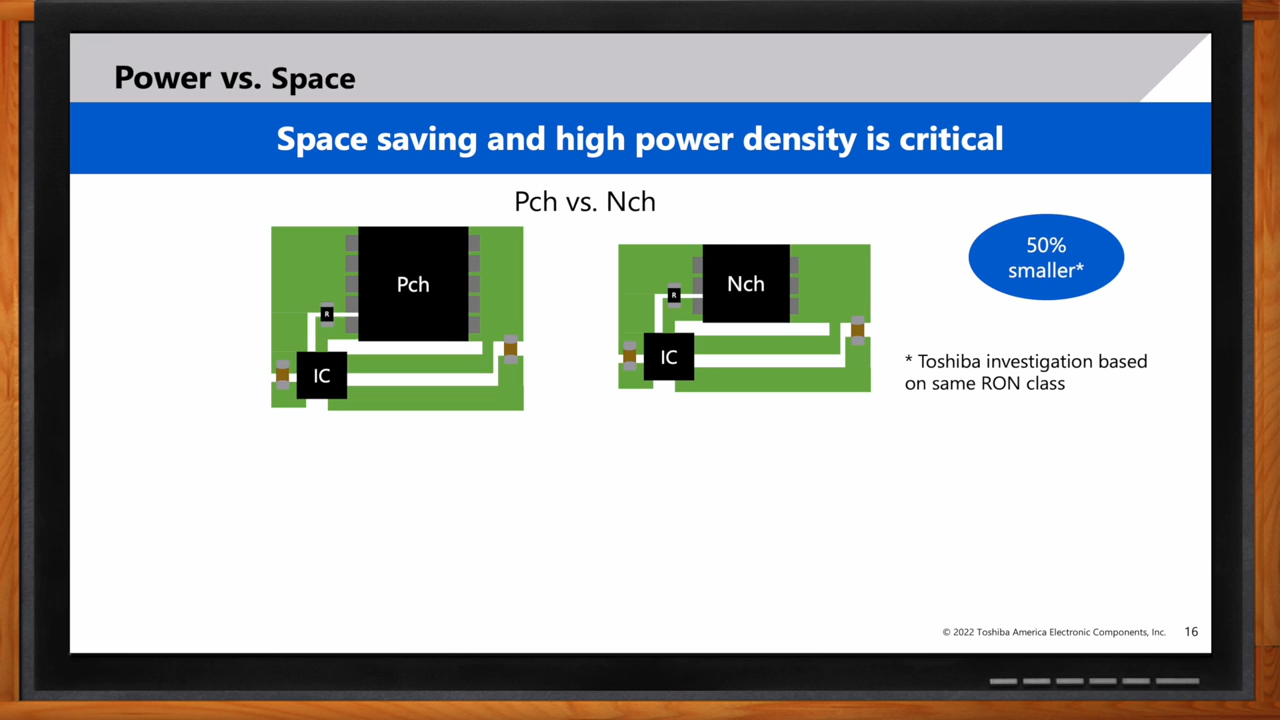 Power vs. Space
Space saving and high power density is critical
Pch vs. Nch
Pch
R
IC
Nch
R
IC
50%
smaller*
* Toshiba investigation based
on same RON class
© 2022 Toshiba America Electronic Components, Inc. 16